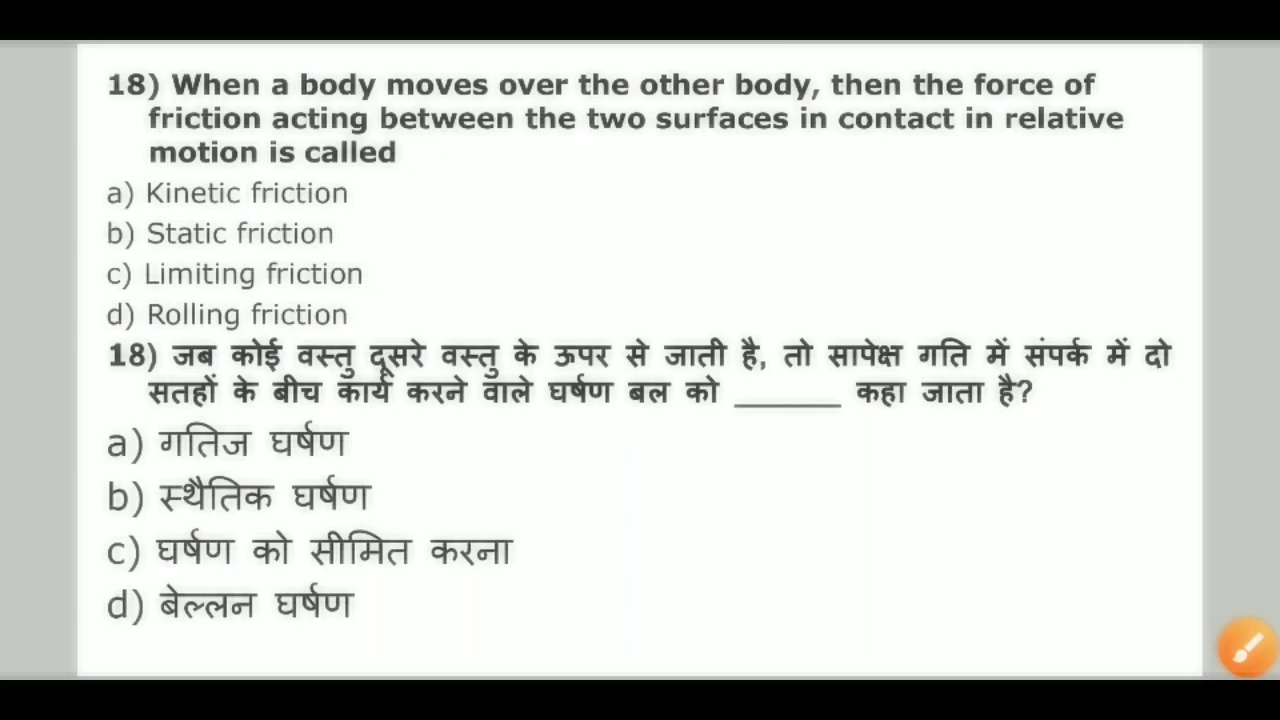 18) When a body moves over the other body, then the force of
friction acting between the two surfaces in contact in relative
motion is called
a) Kinetic friction
b) Static friction
c) Limiting friction
d) Rolling friction
18) जब कोई वस्तु दूसरे वस्तु के ऊपर से जाती है, तो सापेक्ष गति में संपर्क में दो
सतहों के बीच कार्य करने वाले घर्षण बल को _______ कहा जाता है?
a) गतिज घर्षण
b) स्थैतिक घर्षण
c) घर्षण को सीमित करना
d) बेल्लन घर्षण